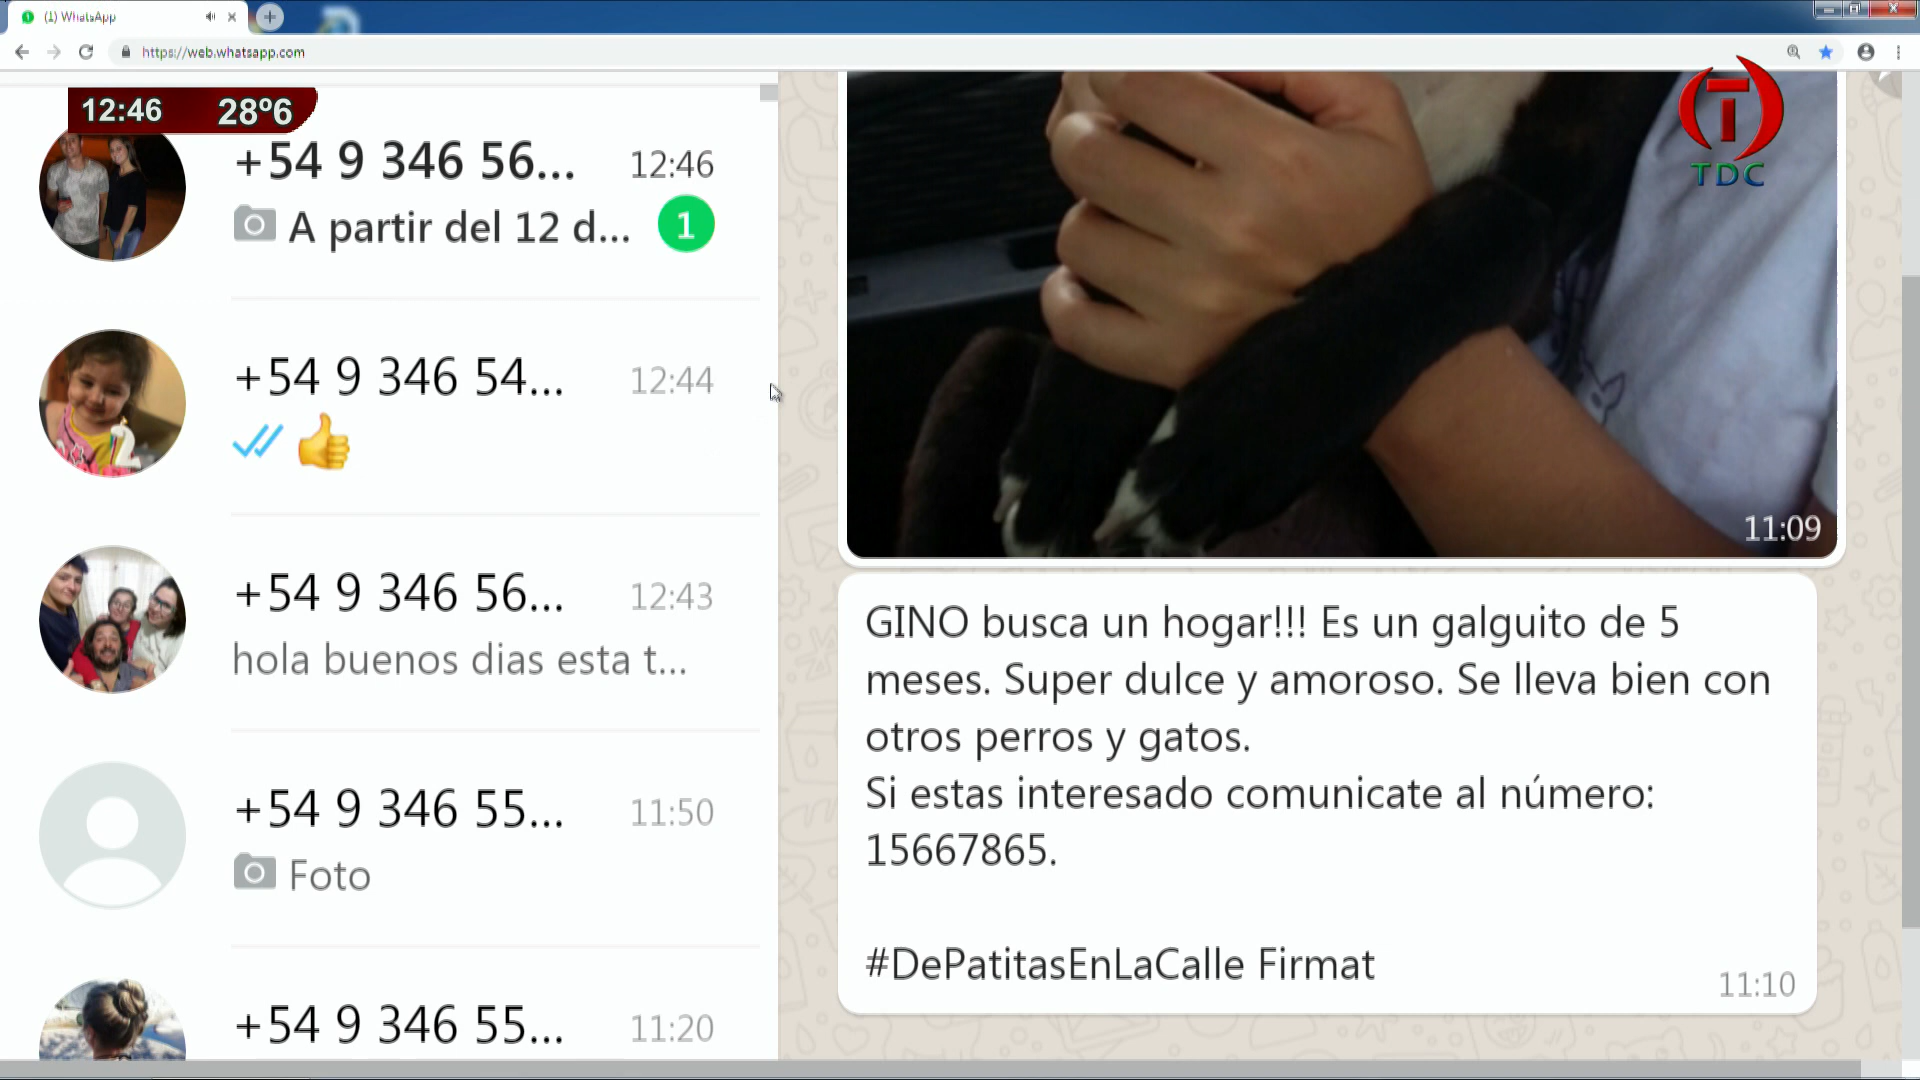 (1) WhatsApp
https://web.whatsapp.com
12:46 28º6
TDC
+54 9 346 56... 12:46
A partir del 12 d... 1
+54 9 346 54... 12:44
+54 9 346 56... 12:43
hola buenos dias esta t...
+54 9 346 55... 11:50
Foto
+54 9 346 55... 11:20
11:09
GINO busca un hogar!!! Es un galguito de 5
meses. Super dulce y amoroso. Se lleva bien con
otros perros y gatos.
Si estas interesado comunicate al número:
15667865.
#DePatitasEnLaCalle Firmat
11:10